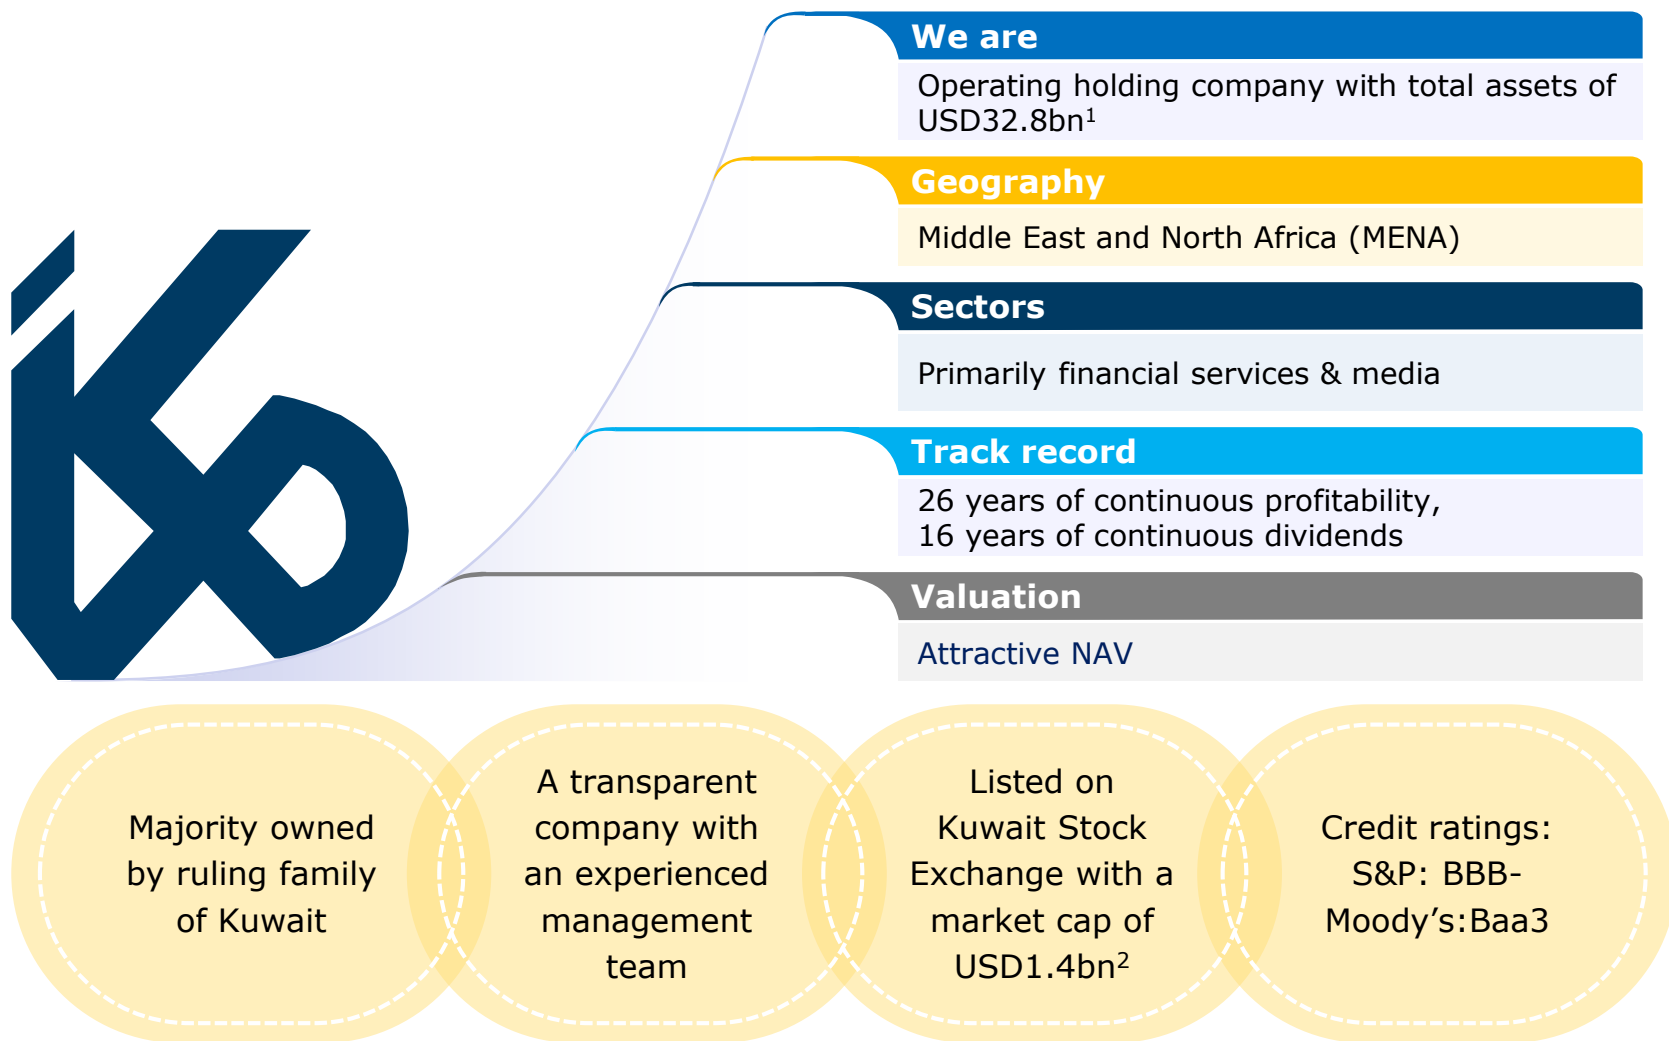 We are
Operating holding company with total assets of
USD32.8bn¹
Geography
Middle East and North Africa (MENA)
Sectors
Primarily financial services & media
Track record
26 years of continuous profitability,
16 years of continuous dividends
Valuation
Attractive NAV
Majority owned
by ruling family
of Kuwait
A transparent
company with
an experienced
management
team
Listed on
Kuwait Stock
Exchange with a
market cap of
USD1.4bn²
Credit ratings:
S&P: BBB-
Moody’s:Baa3